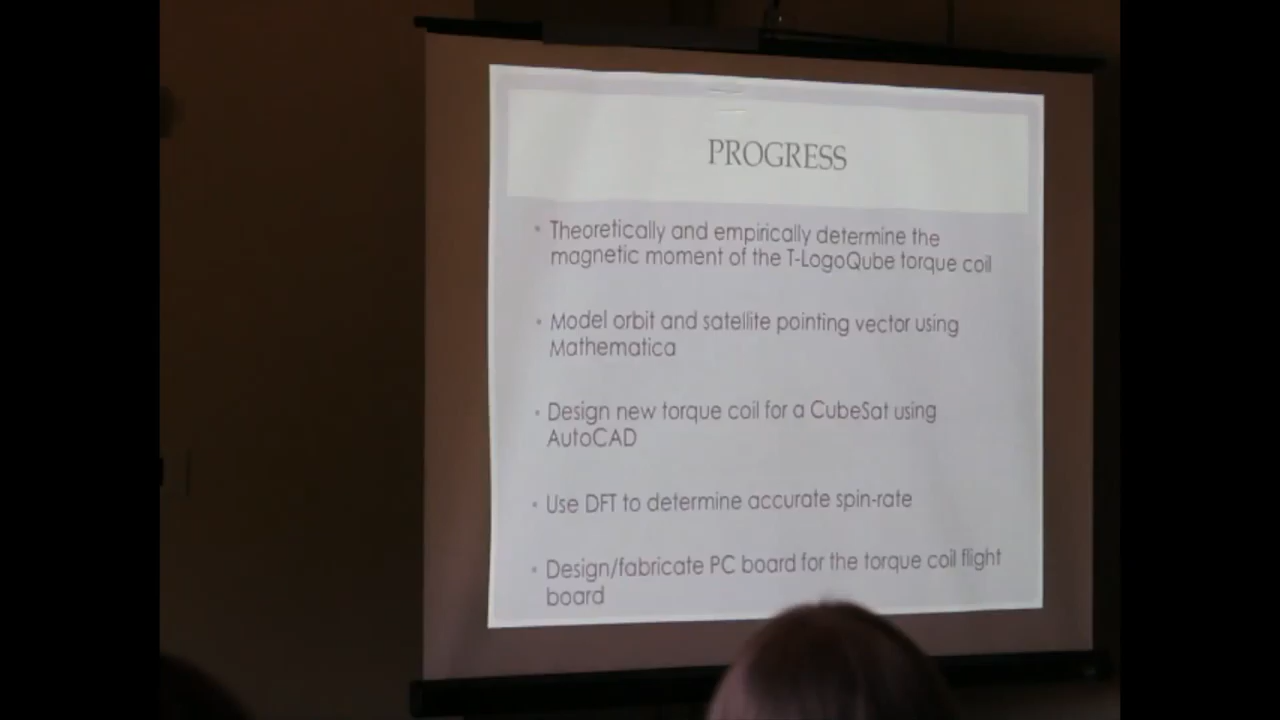 PROGRESS
• Theoretically and empirically determine the
magnetic moment of the T-LogoQube torque coil
• Model orbit and satellite pointing vector using
Mathematica
• Design new torque coil for a CubeSat using
AutoCAD
• Use DFT to determine accurate spin-rate
• Design/fabricate PC board for the torque coil flight
board